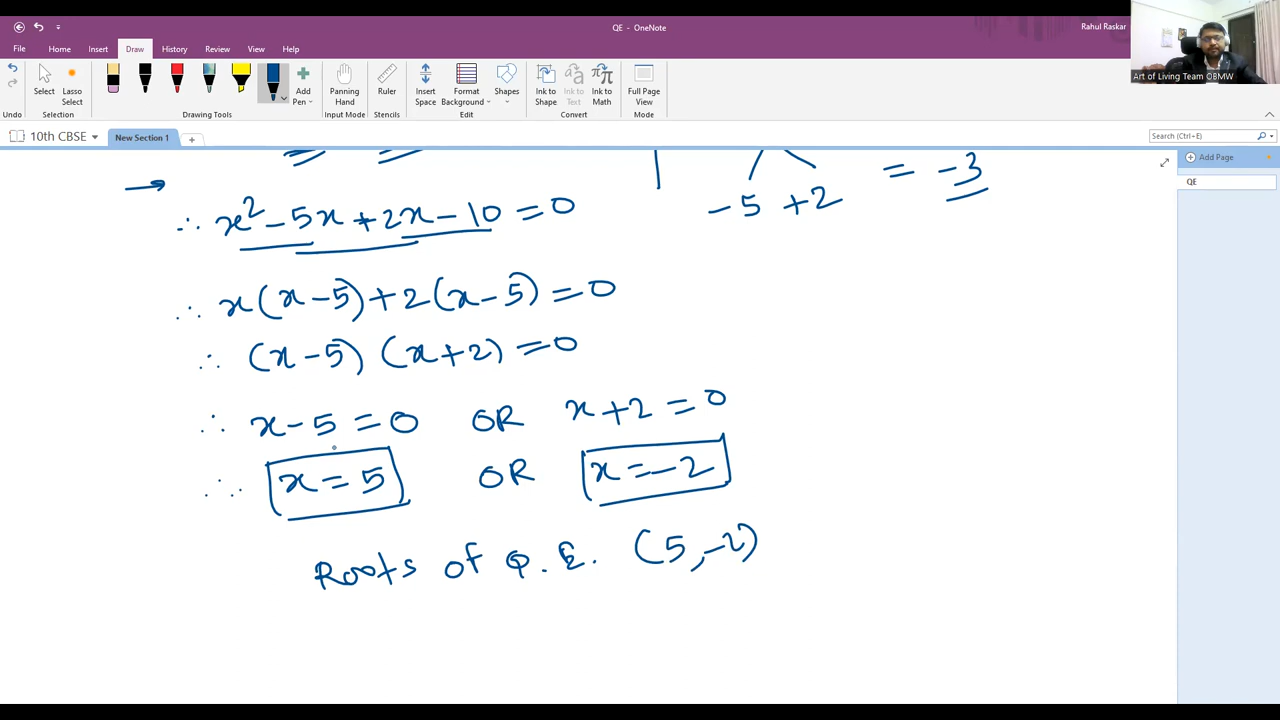 QE - OneNote
Rahul Raskar
File Home Insert Draw History Review View Help
Undo Select Lasso Select Add Pen Panning Hand Ruler Insert Space Format Background Shapes Ink to Shape Ink to Text Ink to Math Full Page View
Undo Selection Drawing Tools Input Mode Stencils Edit Convert Mode
Art of Living Team OBMW
10th CBSE New Section 1 + Search (Ctrl+E)
Add Page
QE
= -3
-5 +2
∴ x² - 5x + 2x - 10 = 0
∴ x(x-5) + 2(x-5) = 0
∴ (x-5) (x+2) = 0
∴ x-5 = 0 OR x+2 = 0
∴ x = 5 OR x = -2
Roots of Q.E. (5,-2)